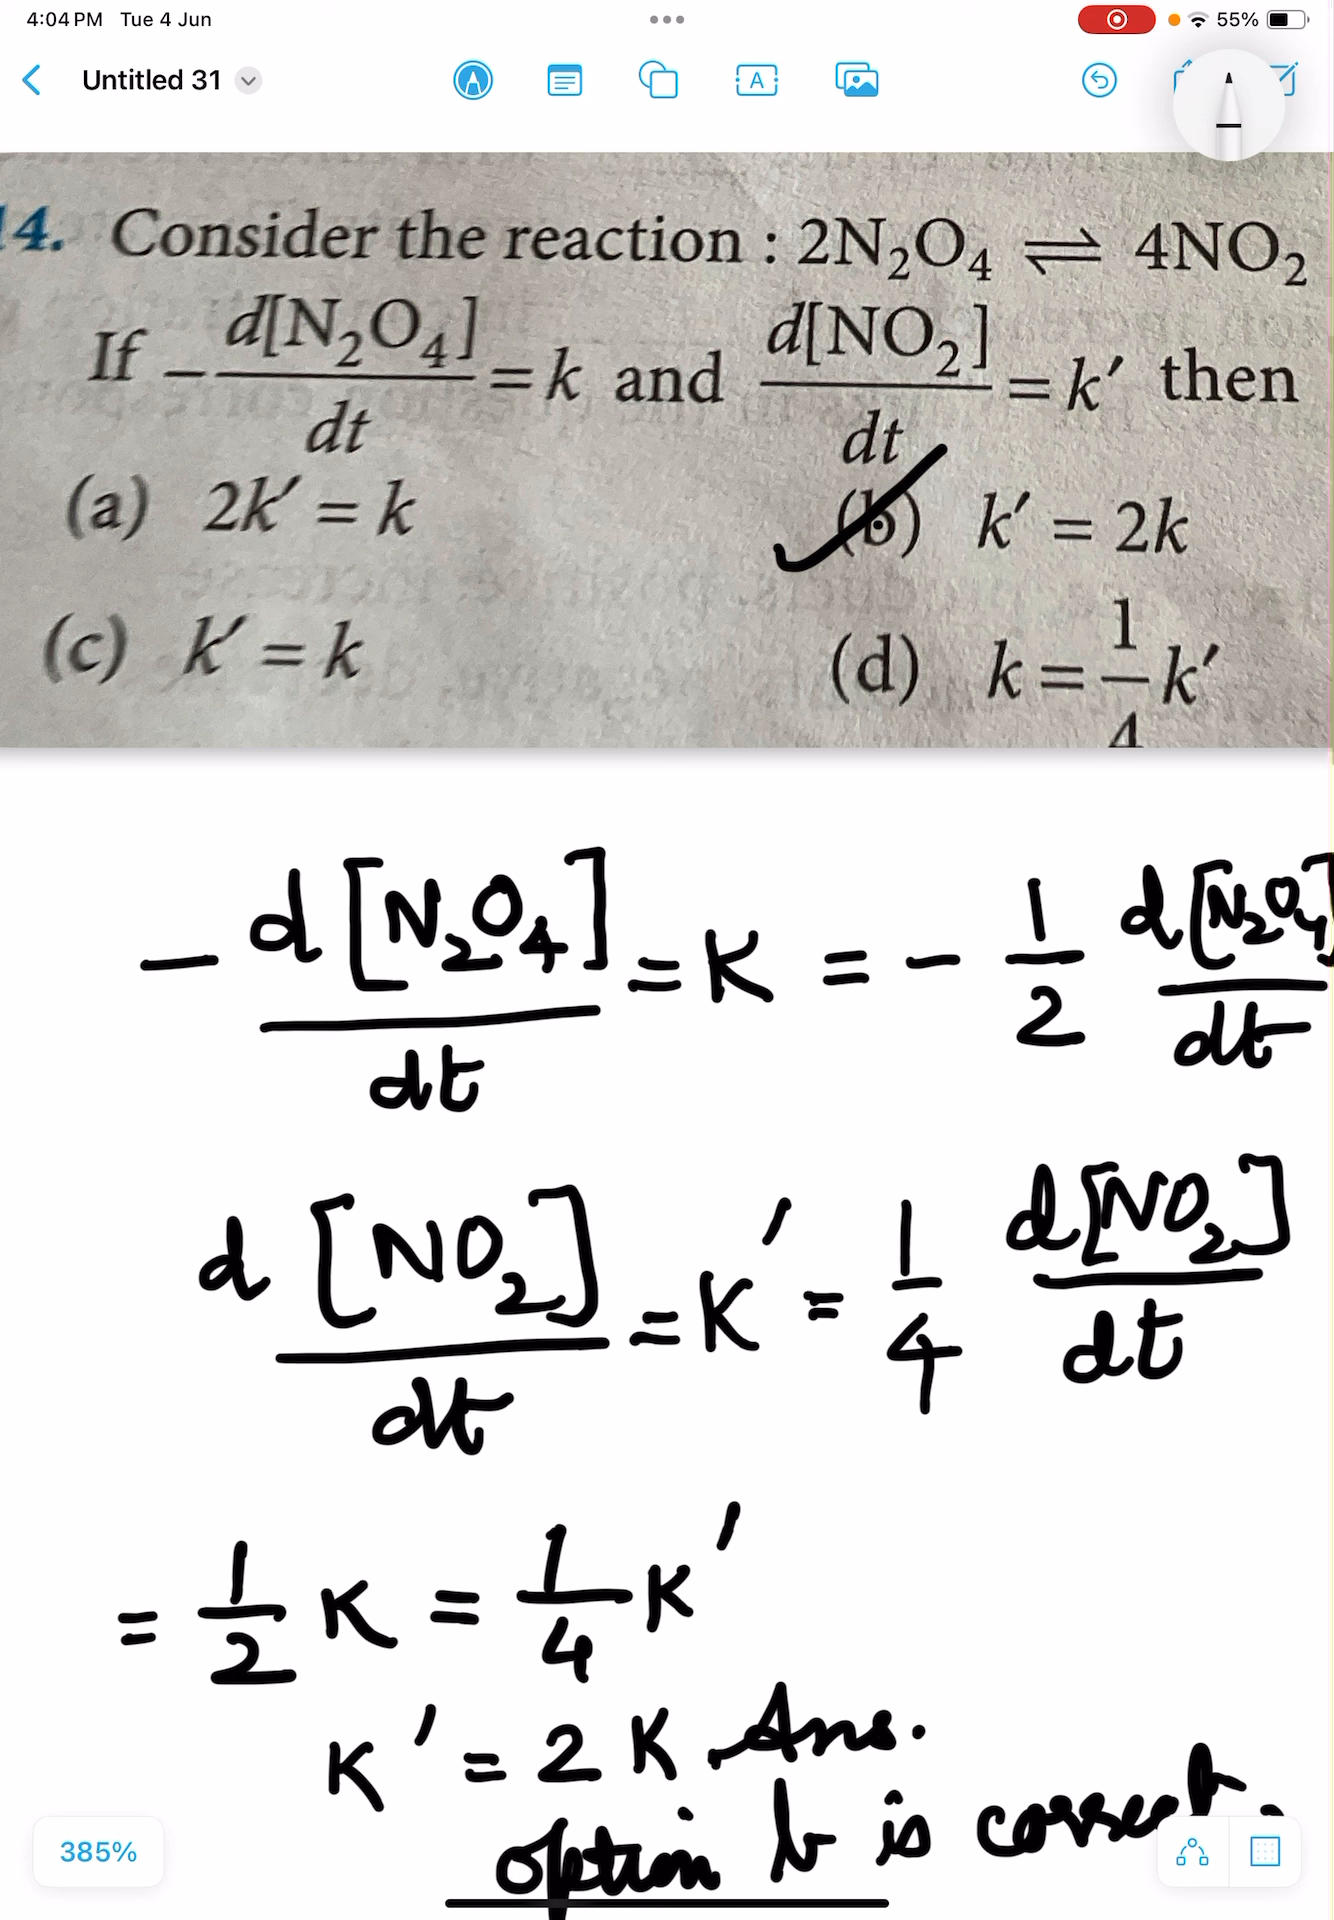 4:04 PM Tue 4 Jun 55%
Untitled 31
14. Consider the reaction : 2N₂O₄ ⇌ 4NO₂
If − d[N₂O₄]/dt = k and d[NO₂]/dt = k′ then
(a) 2k′ = k (b) k′ = 2k
(c) k′ = k (d) k = 1/4 k′
− d[N₂O₄]/dt = K = − 1/2 d[N₂O₄]/dt
d[NO₂]/dt = K′ = 1/4 d[NO₂]/dt
= 1/2 K = 1/4 K′
K′ = 2K Ans.
option b is correct.
385%